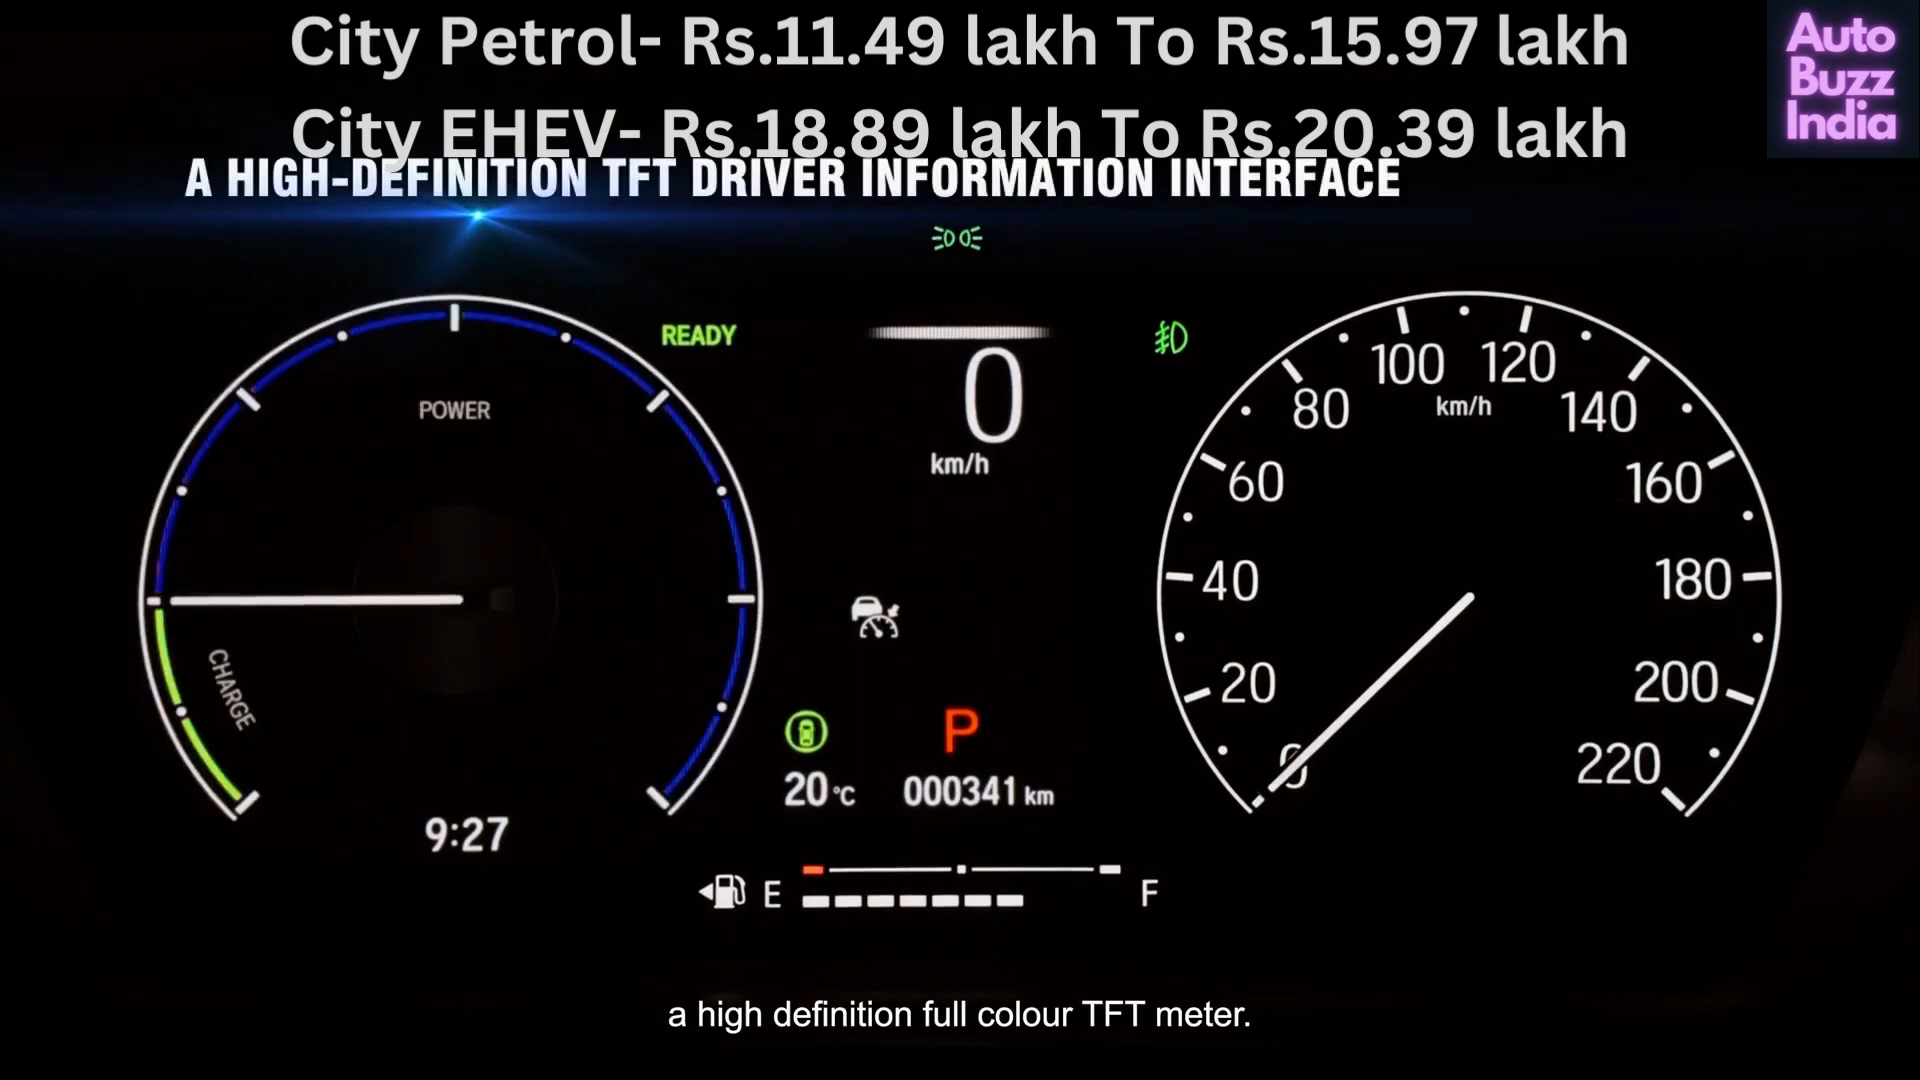 City Petrol- Rs.11.49 lakh To Rs.15.97 lakh
City EHEV- Rs.18.89 lakh To Rs.20.39 lakh
Auto
Buzz
India
A HIGH-DEFINITION TFT DRIVER INFORMATION INTERFACE
READY
0
km/h
POWER
CHARGE
9:27
P
20°C
000341 km
E
F
0
20
40
60
80
100
120
140
160
180
200
220
km/h
a high definition full colour TFT meter.